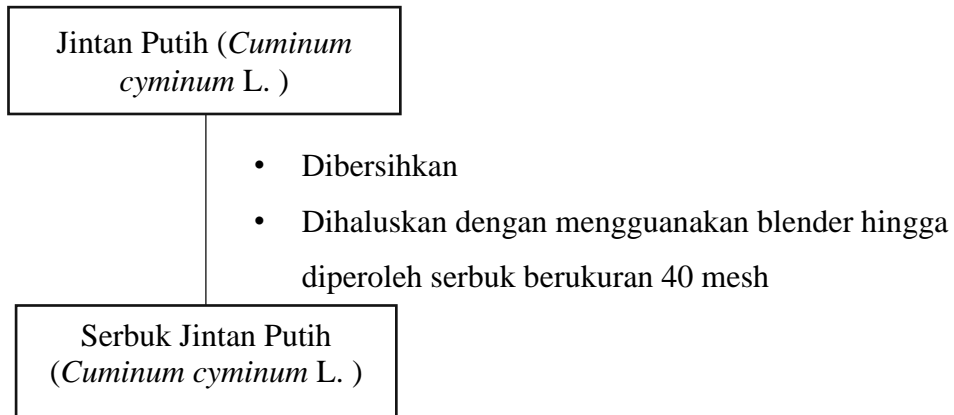 Jintan Putih (Cuminum
cyminum L. )
• Dibersihkan
• Dihaluskan dengan mengguanakan blender hingga
diperoleh serbuk berukuran 40 mesh
Serbuk Jintan Putih
(Cuminum cyminum L. )